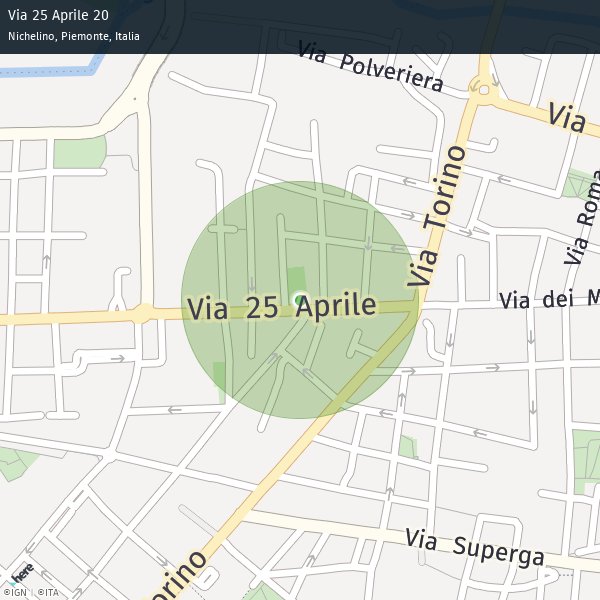 Via 25 Aprile 20
Nichelino, Piemonte, Italia
Via Polveriera
Via
Via Torino
Via Roma
Via 25 Aprile
Via dei M
Via Superga
orino
here
©IGN | ©ITA